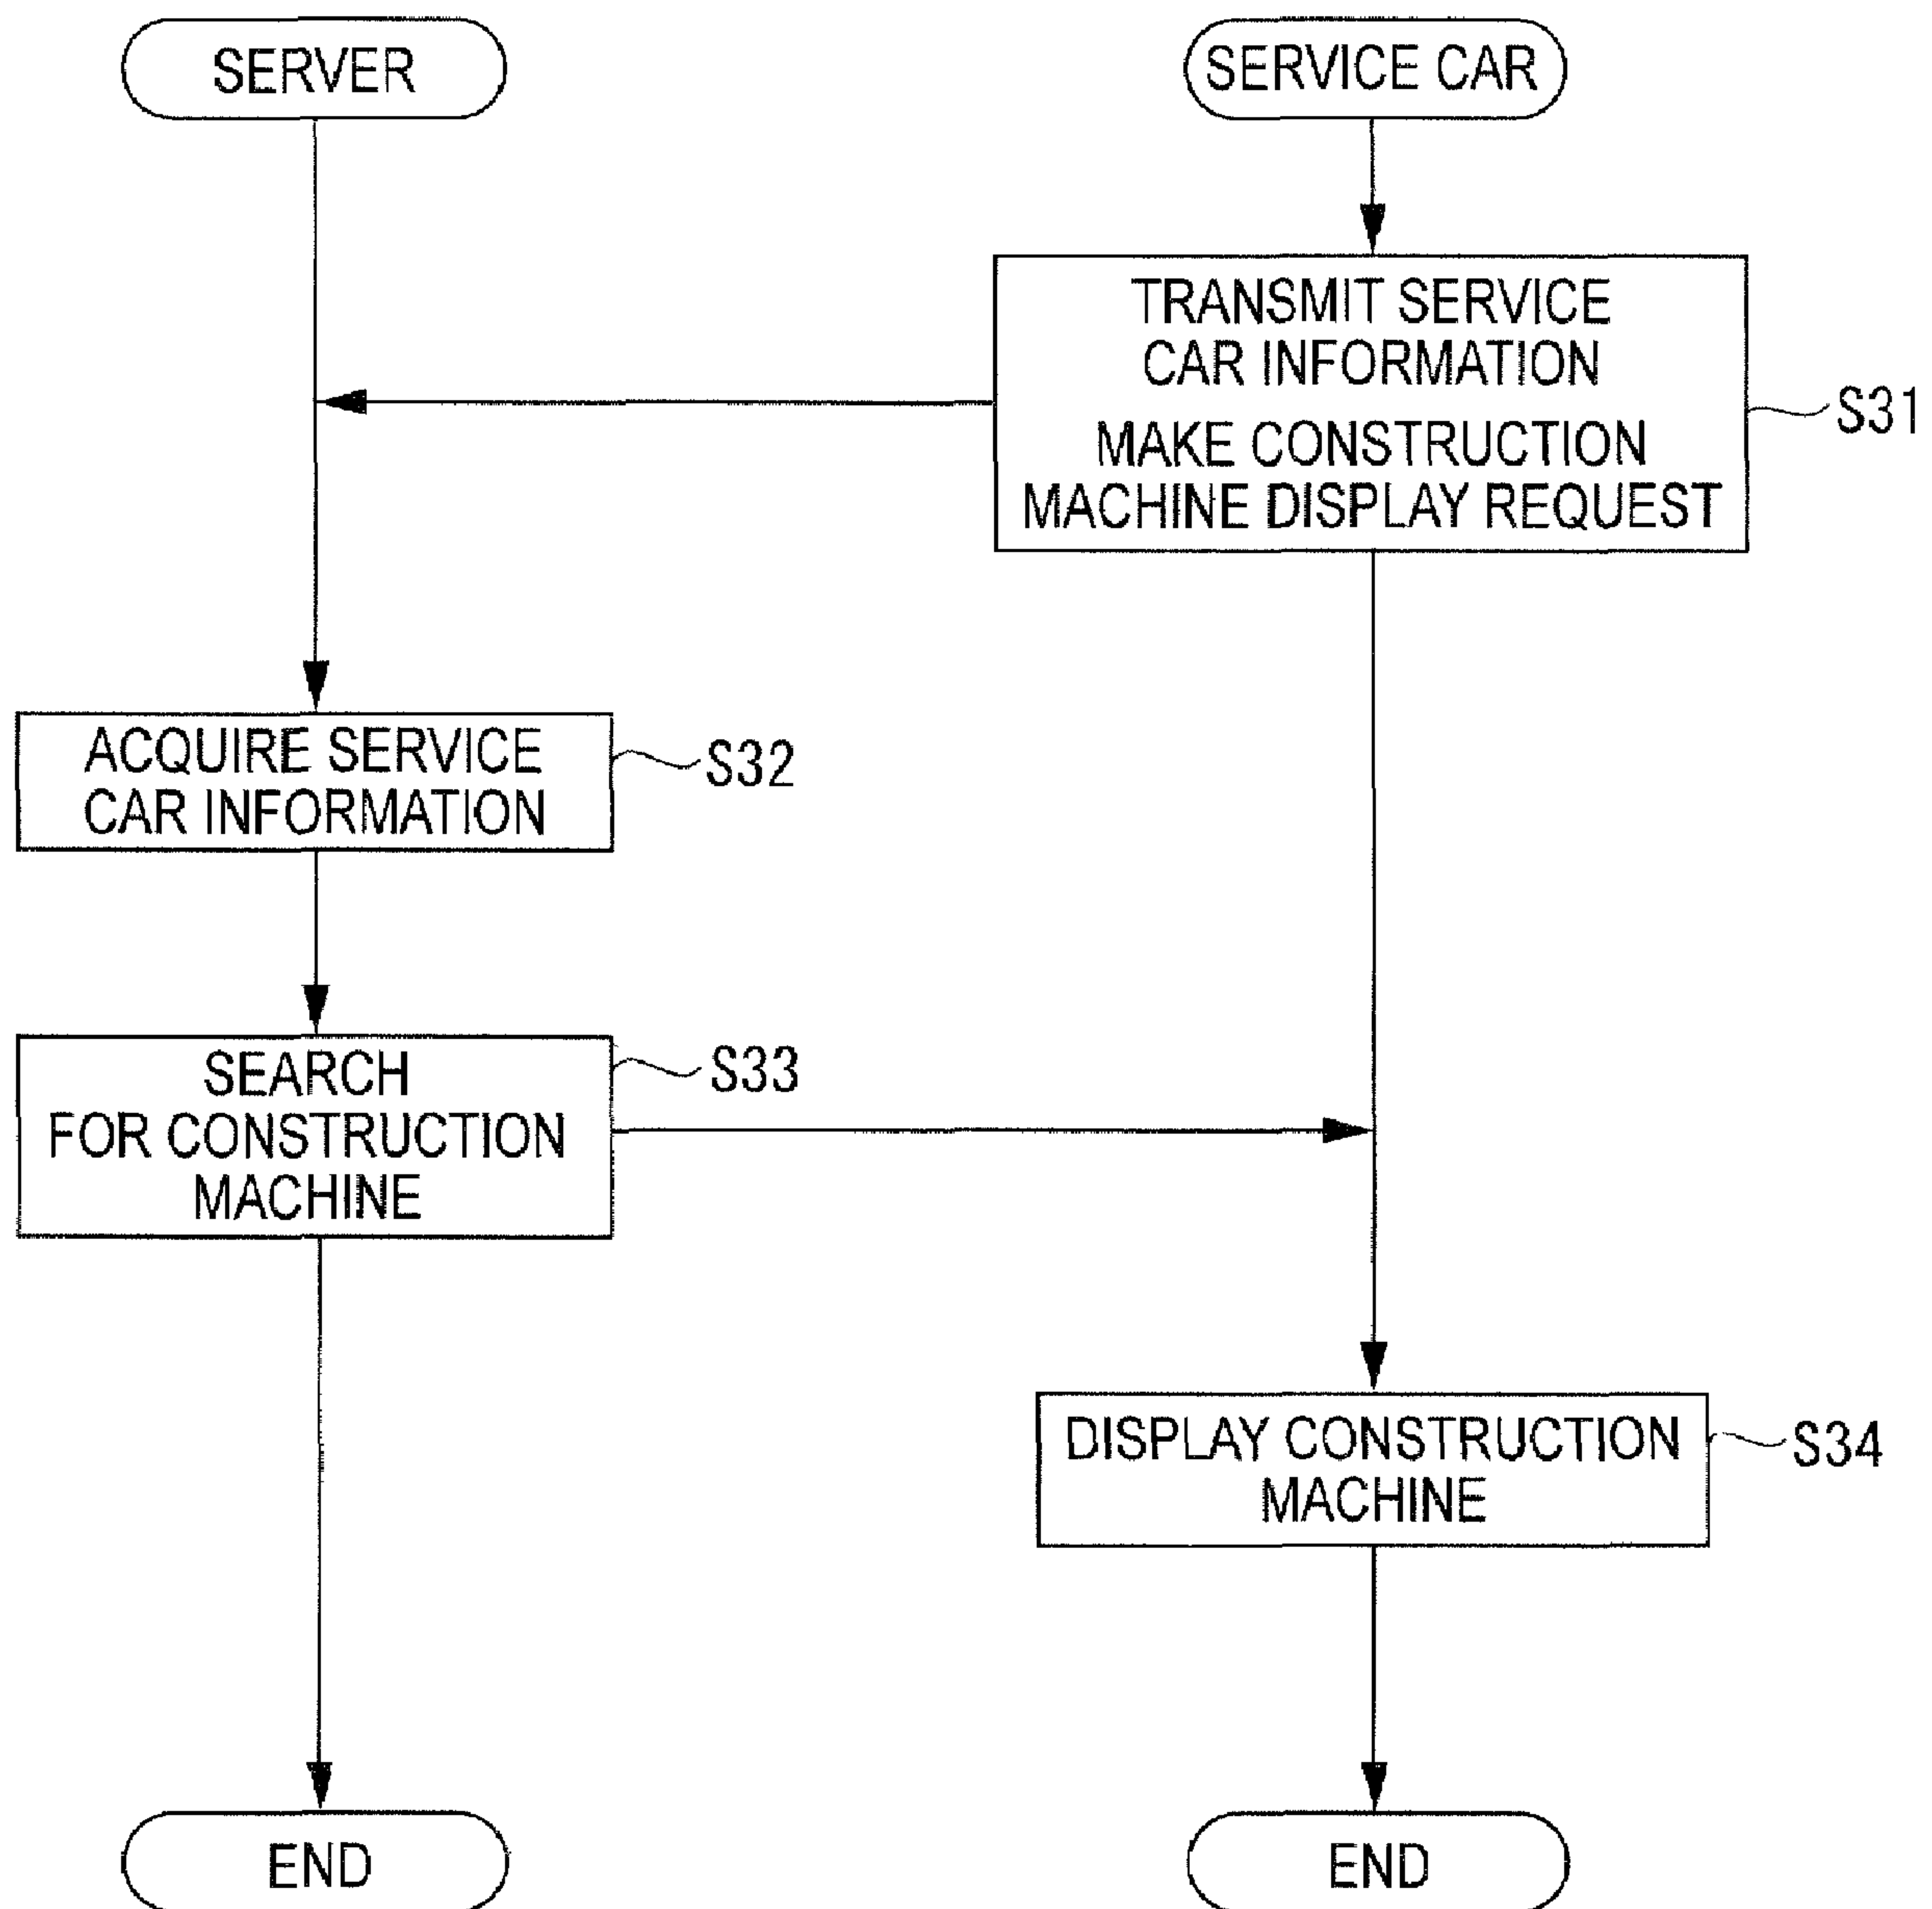 SERVER
SERVICE CAR
TRANSMIT SERVICE
CAR INFORMATION
MAKE CONSTRUCTION
MACHINE DISPLAY REQUEST
S31
ACQUIRE SERVICE
CAR INFORMATION
S32
SEARCH
FOR CONSTRUCTION
MACHINE
S33
DISPLAY CONSTRUCTION
MACHINE
S34
END
END